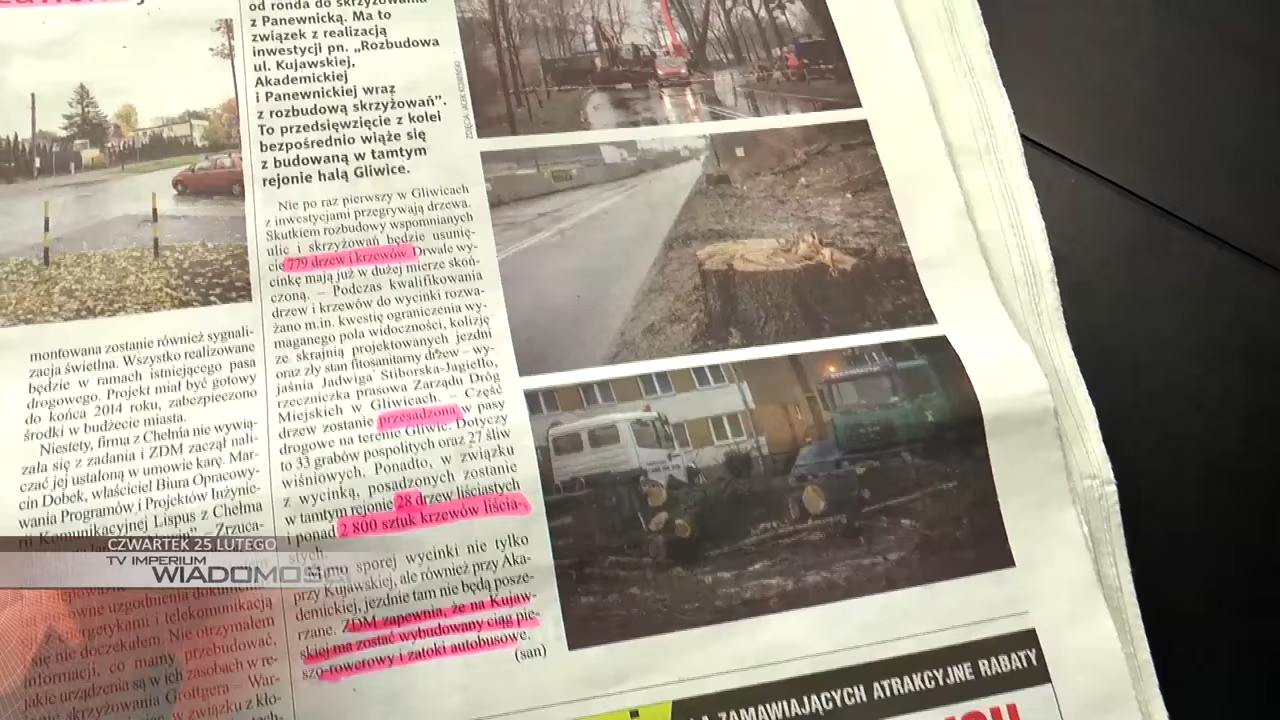 od ronda do skrzyżowania
z Panewnicką. Ma to
związek z realizacją
inwestycji pn. „Rozbudowa
ul. Kujawskiej,
Akademickiej
i Panewnickiej wraz
z rozbudową skrzyżowań”.
To przedsięwzięcie z kolei
bezpośrednio wiąże się
z budowaną w tamtym
rejonie halą Gliwice.
Nie po raz pierwszy w Gliwicach
z inwestycjami przegrywają drzewa.
Skutkiem rozbudowy wspomnianych
ulic i skrzyżowań będzie usunię-
cie 779 drzew i krzewów. Drwale wy-
cinkę mają już w dużej mierze skoń-
czoną. – Podczas kwalifikowania
drzew i krzewów do wycinki rozwa-
żano m.in. kwestię ograniczenia wy-
maganego pola widoczności, kolizję
ze skrajnią projektowanych jezdni
oraz zły stan fitosanitarny drzew – wy-
jaśnia Jadwiga Stiborska-Jagiełło,
rzeczniczka prasowa Zarządu Dróg
Miejskich w Gliwicach. – Część
drzew zostanie przesadzona w pasy
drogowe na terenie Gliwic. Dotyczy
to 33 grabów pospolitych oraz 27 śliw
wiśniowych. Ponadto, w związku
z wycinką, posadzonych zostanie
w tamtym rejonie 28 drzew liściastych
i ponad 2 800 sztuk krzewów liścia-
stych.
Mimo sporej wycinki nie tylko
przy Kujawskiej, ale również przy Aka-
demickiej, jezdnie tam nie będą posze-
rzane. ZDM zapewnia, że na Kujaw-
skiej ma zostać wybudowany ciąg pie-
szo-rowerowy i zatoki autobusowe.
(san)
montowana zostanie również sygnali-
zacja świetlna. Wszystko realizowane
będzie w ramach istniejącego pasa
drogowego. Projekt miał być gotowy
do końca 2014 roku, zabezpieczono
środki w budżecie miasta.
Niestety, firma z Chełma nie wywią-
zała się z zadania i ZDM zaczął nali-
czać jej ustaloną w umowie karę. Mar-
cin Dobek, właściciel Biura Opracowy-
wania Programów i Projektów Inżynie-
rii Komunikacyjnej Lispus z Chełma
– Zrzuca-
CZWARTEK 25 LUTEGO
TV IMPERIUM
WIADOMOŚCI
uzgodnienia
energetykami i telekomunikacją
się nie doczekałem. Nie otrzymałem
informacji, co mamy przebudować,
jakie urządzenia są w ich zasobach w re-
jonie skrzyżowania Grottgera – War-
w związku z kło-
ZDJĘCIA: JACEK
ZAMAWIAJĄCYCH ATRAKCYJNE RABATY